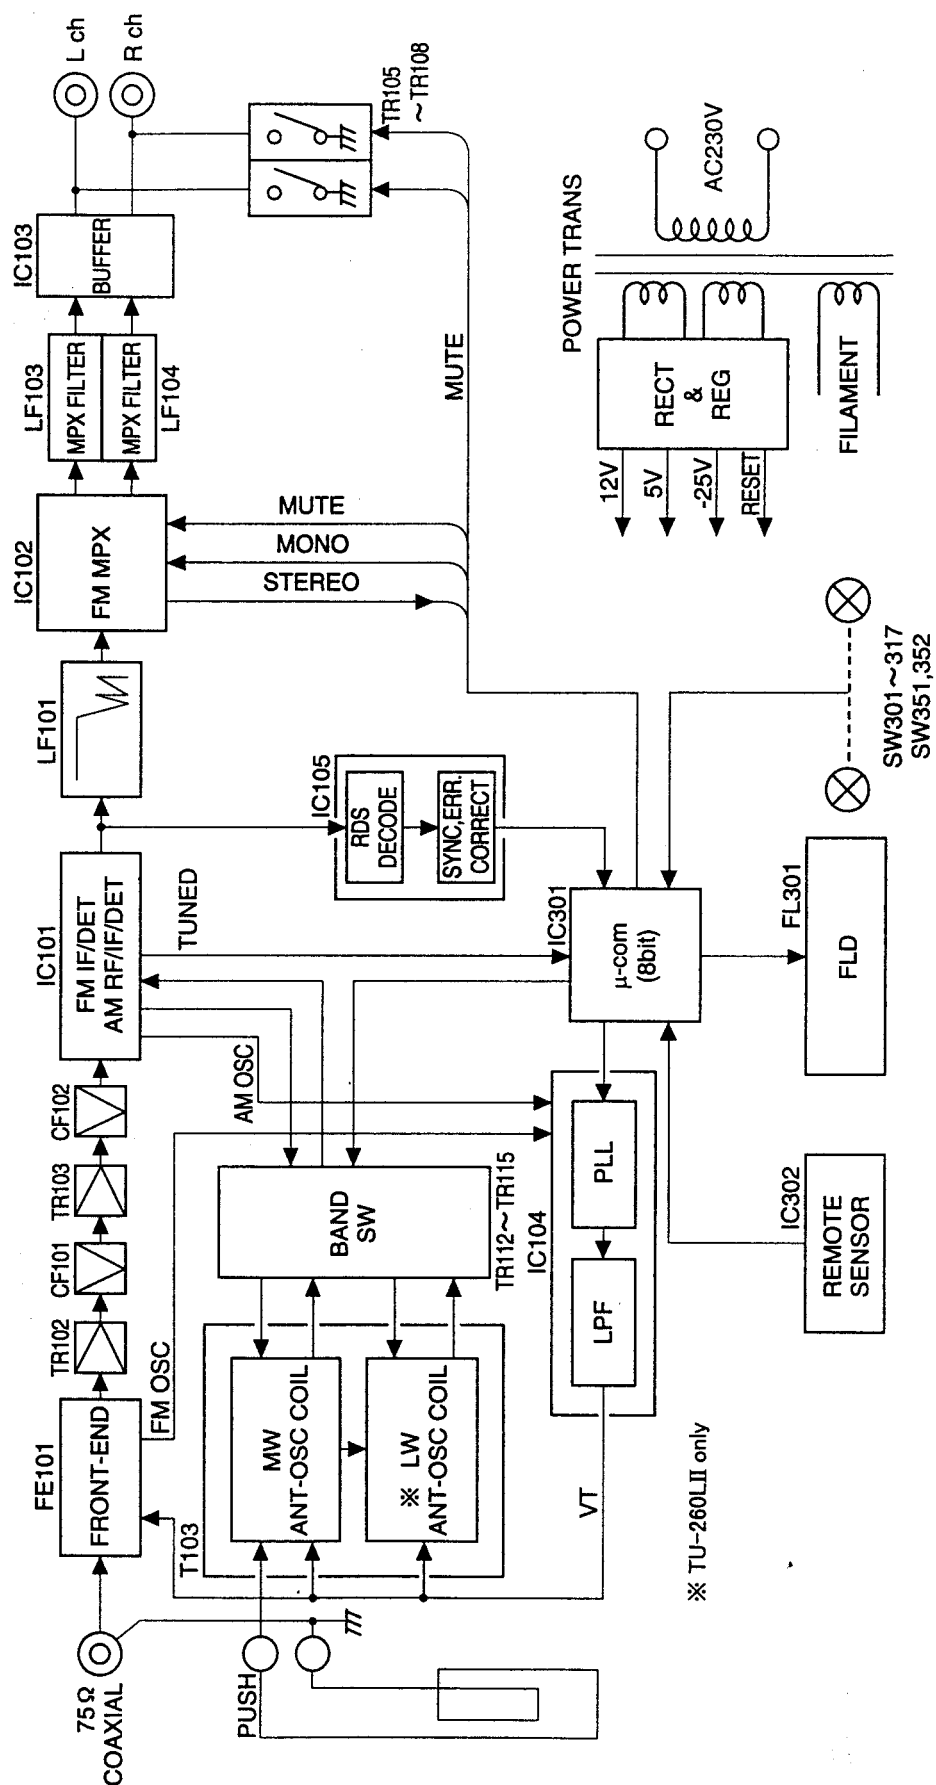 75Ω
COAXIAL
FE101
FRONT-END
TR102
CF101
TR103
CF102
IC101
FM IF/DET
AM RF/IF/DET
LF101
IC102
FM MPX
LF103
MPX FILTER
MPX FILTER
LF104
IC103
BUFFER
L ch
R ch
TR105
~TR108
FM OSC
AM OSC
TUNED
IC105
RDS
DECODE
SYNC,ERR.
CORRECT
STEREO
MONO
MUTE
MUTE
PUSH
T103
MW
ANT-OSC COIL
※ LW
ANT-OSC COIL
BAND
SW
TR112~TR115
IC104
LPF
PLL
VT
IC301
μ-com
(8bit)
IC302
REMOTE
SENSOR
FL301
FLD
SW301~317
SW351,352
POWER TRANS
RECT
&
REG
12V
5V
-25V
RESET
FILAMENT
AC230V
※ TU-260LII only